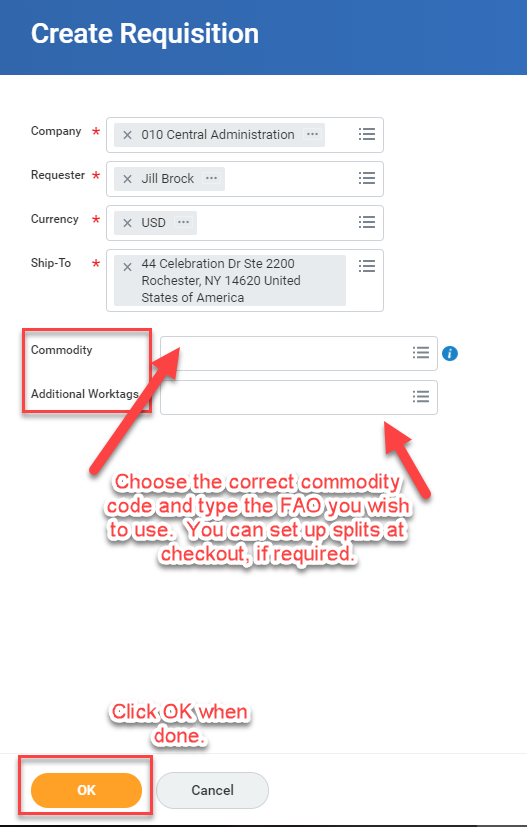 Create Requisition
Company * × 010 Central Administration ···
Requester * × Jill Brock ···
Currency * × USD ···
Ship-To * × 44 Celebration Dr Ste 2200
Rochester, NY 14620 United
States of America
Commodity
Additional Worktags
Choose the correct commodity
code and type the FAO you wish
to use. You can set up splits at
checkout, if required.
Click OK when
done.
OK Cancel